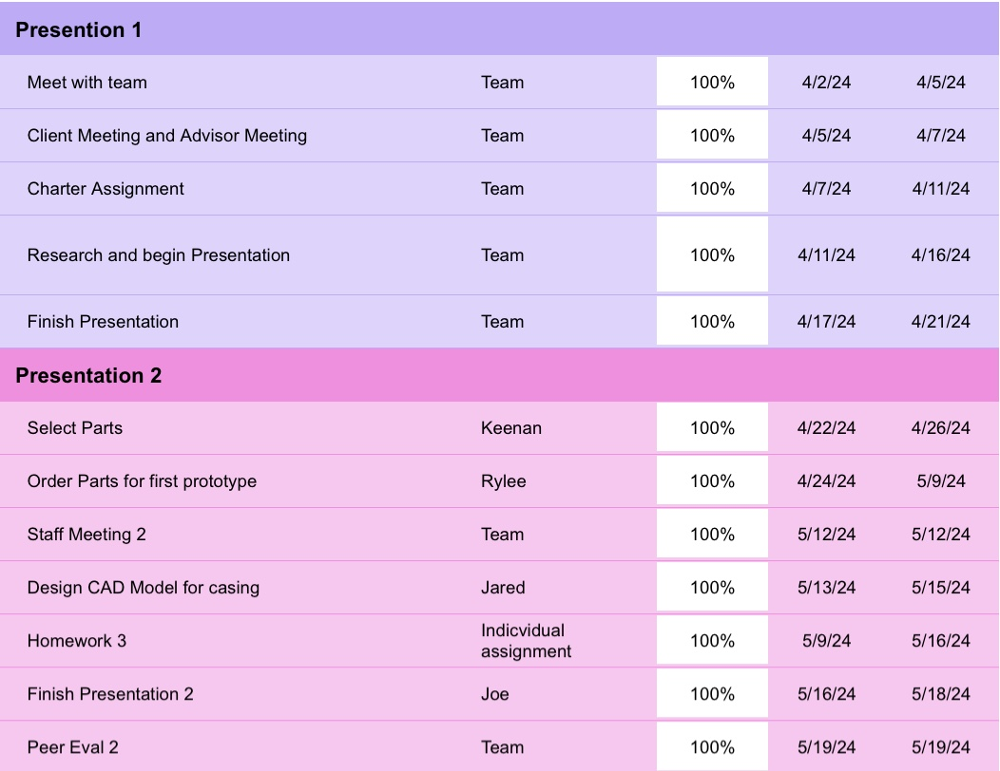 Presention 1
Meet with team Team 100% 4/2/24 4/5/24
Client Meeting and Advisor Meeting Team 100% 4/5/24 4/7/24
Charter Assignment Team 100% 4/7/24 4/11/24
Research and begin Presentation Team 100% 4/11/24 4/16/24
Finish Presentation Team 100% 4/17/24 4/21/24
Presentation 2
Select Parts Keenan 100% 4/22/24 4/26/24
Order Parts for first prototype Rylee 100% 4/24/24 5/9/24
Staff Meeting 2 Team 100% 5/12/24 5/12/24
Design CAD Model for casing Jared 100% 5/13/24 5/15/24
Homework 3 Indicvidual assignment 100% 5/9/24 5/16/24
Finish Presentation 2 Joe 100% 5/16/24 5/18/24
Peer Eval 2 Team 100% 5/19/24 5/19/24